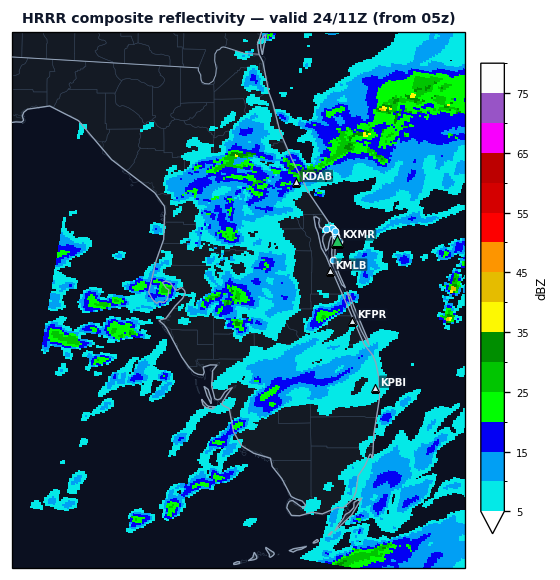 HRRR composite reflectivity — valid 24/11Z (from 05z)
KDAB
KXMR
KMLB
KFPR
KPBI
75
65
55
45
35
25
15
5
dBZ